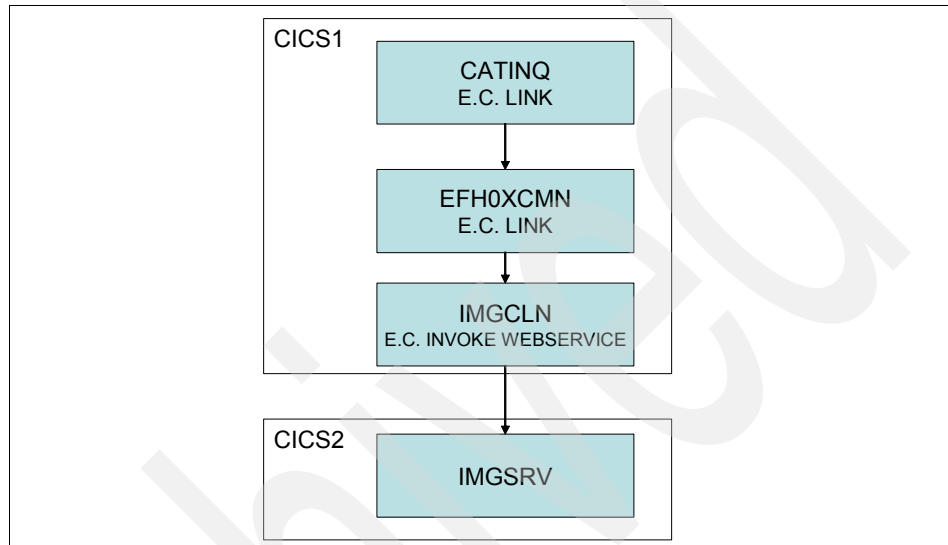 CICS1
CATINQ
E.C. LINK
EFH0XCMN
E.C. LINK
IMGCLN
E.C. INVOKE WEBSERVICE
CICS2
IMGSRV